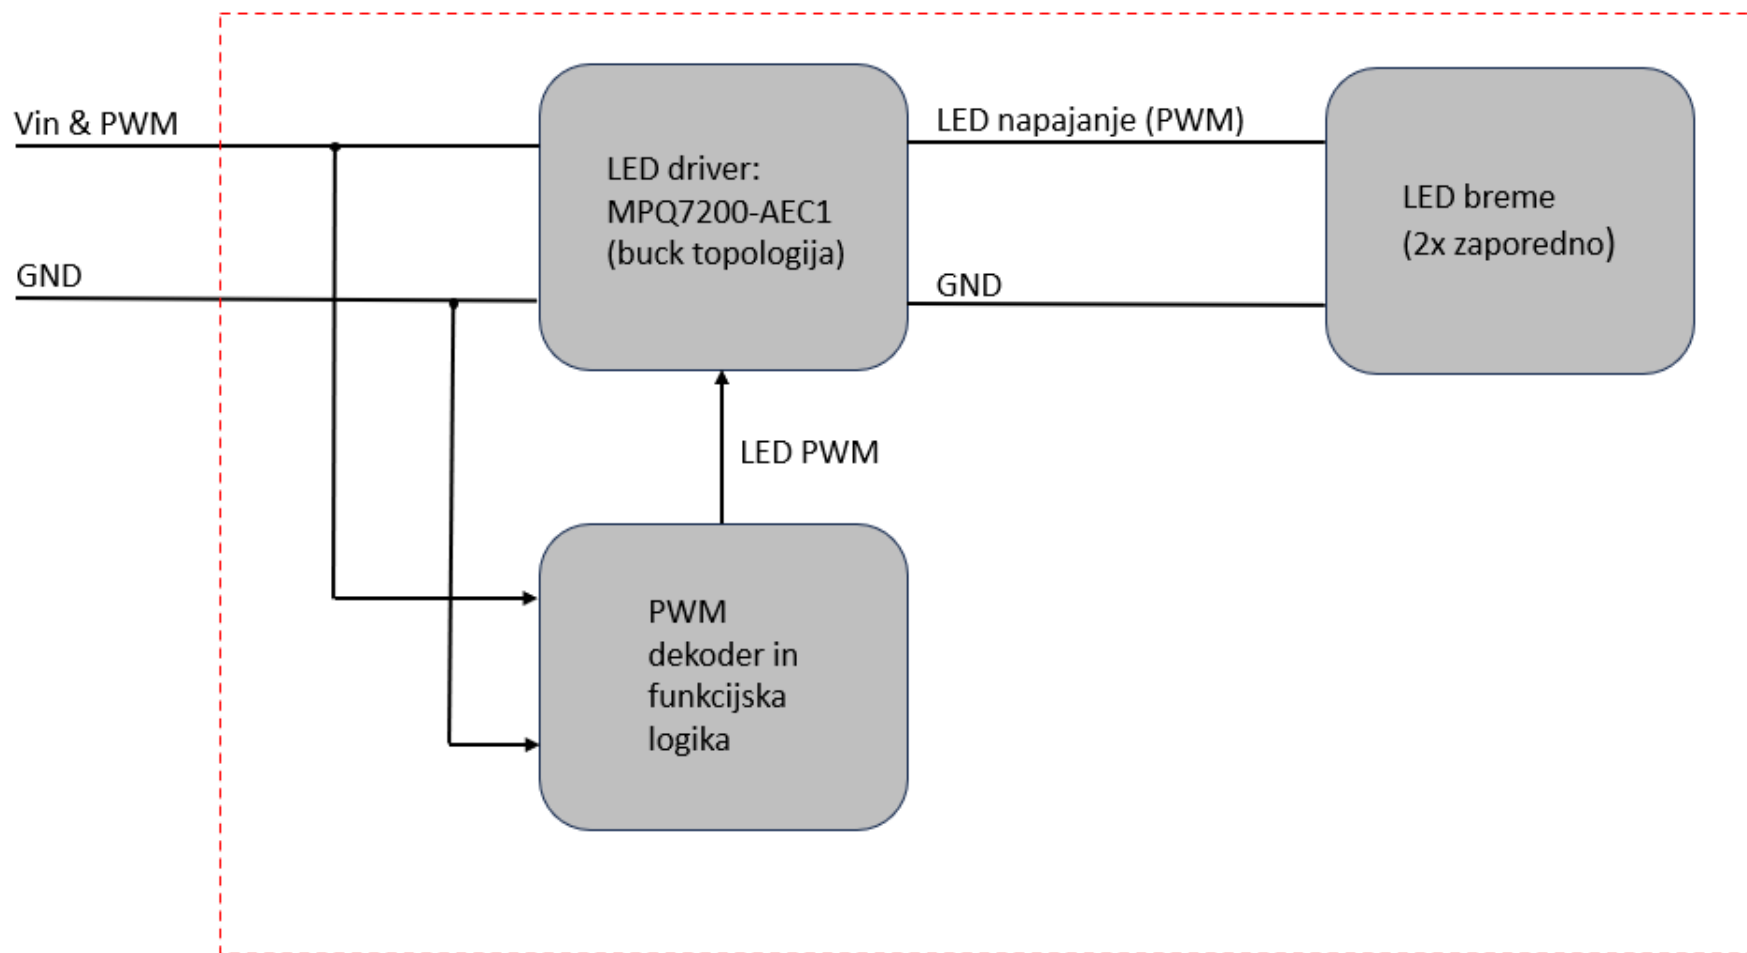 Vin & PWM
GND
LED driver:
MPQ7200-AEC1
(buck topologija)
LED napajanje (PWM)
GND
LED breme
(2x zaporedno)
LED PWM
PWM
dekoder in
funkcijska
logika